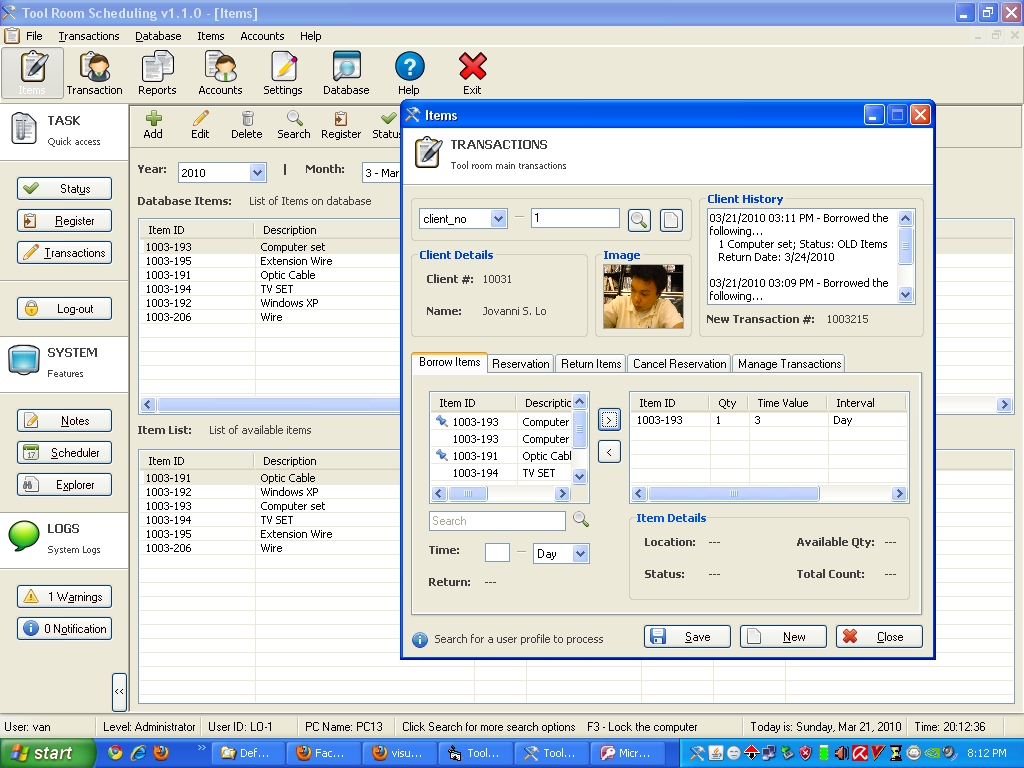 Tool Room Scheduling v1.1.0 - [Items]
File Transactions Database Items Accounts Help
Items Transaction Reports Accounts Settings Database Help Exit
TASK
Quick access
Status
Register
Transactions
Log-out
SYSTEM
Features
Notes
Scheduler
Explorer
LOGS
System Logs
1 Warnings
0 Notification
<<
Add Edit Delete Search Register Status
Year: 2010 | Month: 3 - Mar
Database Items: List of Items on database
Item ID Description
1003-193 Computer set
1003-195 Extension Wire
1003-191 Optic Cable
1003-194 TV SET
1003-192 Windows XP
1003-206 Wire
Item List: List of available items
Item ID Description
1003-191 Optic Cable
1003-192 Windows XP
1003-193 Computer set
1003-194 TV SET
1003-195 Extension Wire
1003-206 Wire
Items
TRANSACTIONS
Tool room main transactions
client_no 1
Client Details
Client #: 10031
Name: Jovanni S. Lo
Image
Client History
03/21/2010 03:11 PM - Borrowed the
following...
1 Computer set; Status: OLD Items
Return Date: 3/24/2010
03/21/2010 03:09 PM - Borrowed the
following...
New Transaction #: 1003215
Borrow Items Reservation Return Items Cancel Reservation Manage Transactions
Item ID Descriptic
1003-193 Computer
1003-193 Computer
1003-191 Optic Cabl
1003-194 TV SET
>
<
Item ID Qty Time Value Interval
1003-193 1 3 Day
Search
Time: Day
Return: ---
Item Details
Location: --- Available Qty: ---
Status: --- Total Count: ---
Search for a user profile to process
Save New Close
User: van Level: Administrator User ID: LO-1 PC Name: PC13 Click Search for more search options F3 - Lock the computer Today is: Sunday, Mar 21, 2010 Time: 20:12:36
start Def... Fac... visu... Tool... Tool... Micr... 8:12 PM